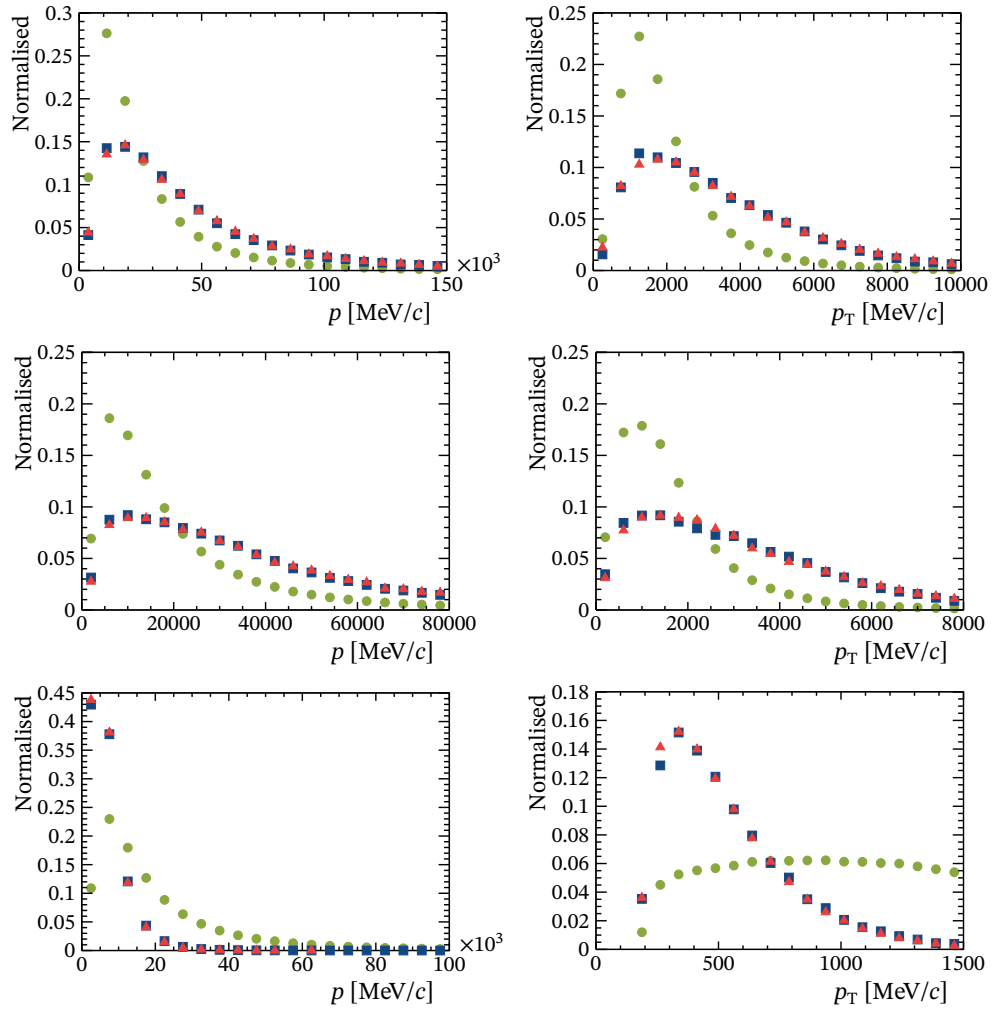 Normalised
0.3
0.25
0.2
0.15
0.1
0.05
0
0 50 100 150
×10³
p [MeV/c]
Normalised
0.25
0.2
0.15
0.1
0.05
0
0 2000 4000 6000 8000 10000
p_T [MeV/c]
Normalised
0.25
0.2
0.15
0.1
0.05
0
0 20000 40000 60000 80000
p [MeV/c]
Normalised
0.25
0.2
0.15
0.1
0.05
0
0 2000 4000 6000 8000
p_T [MeV/c]
Normalised
0.45
0.4
0.35
0.3
0.25
0.2
0.15
0.1
0.05
0
0 20 40 60 80 100
×10³
p [MeV/c]
Normalised
0.18
0.16
0.14
0.12
0.1
0.08
0.06
0.04
0.02
0
0 500 1000 1500
p_T [MeV/c]